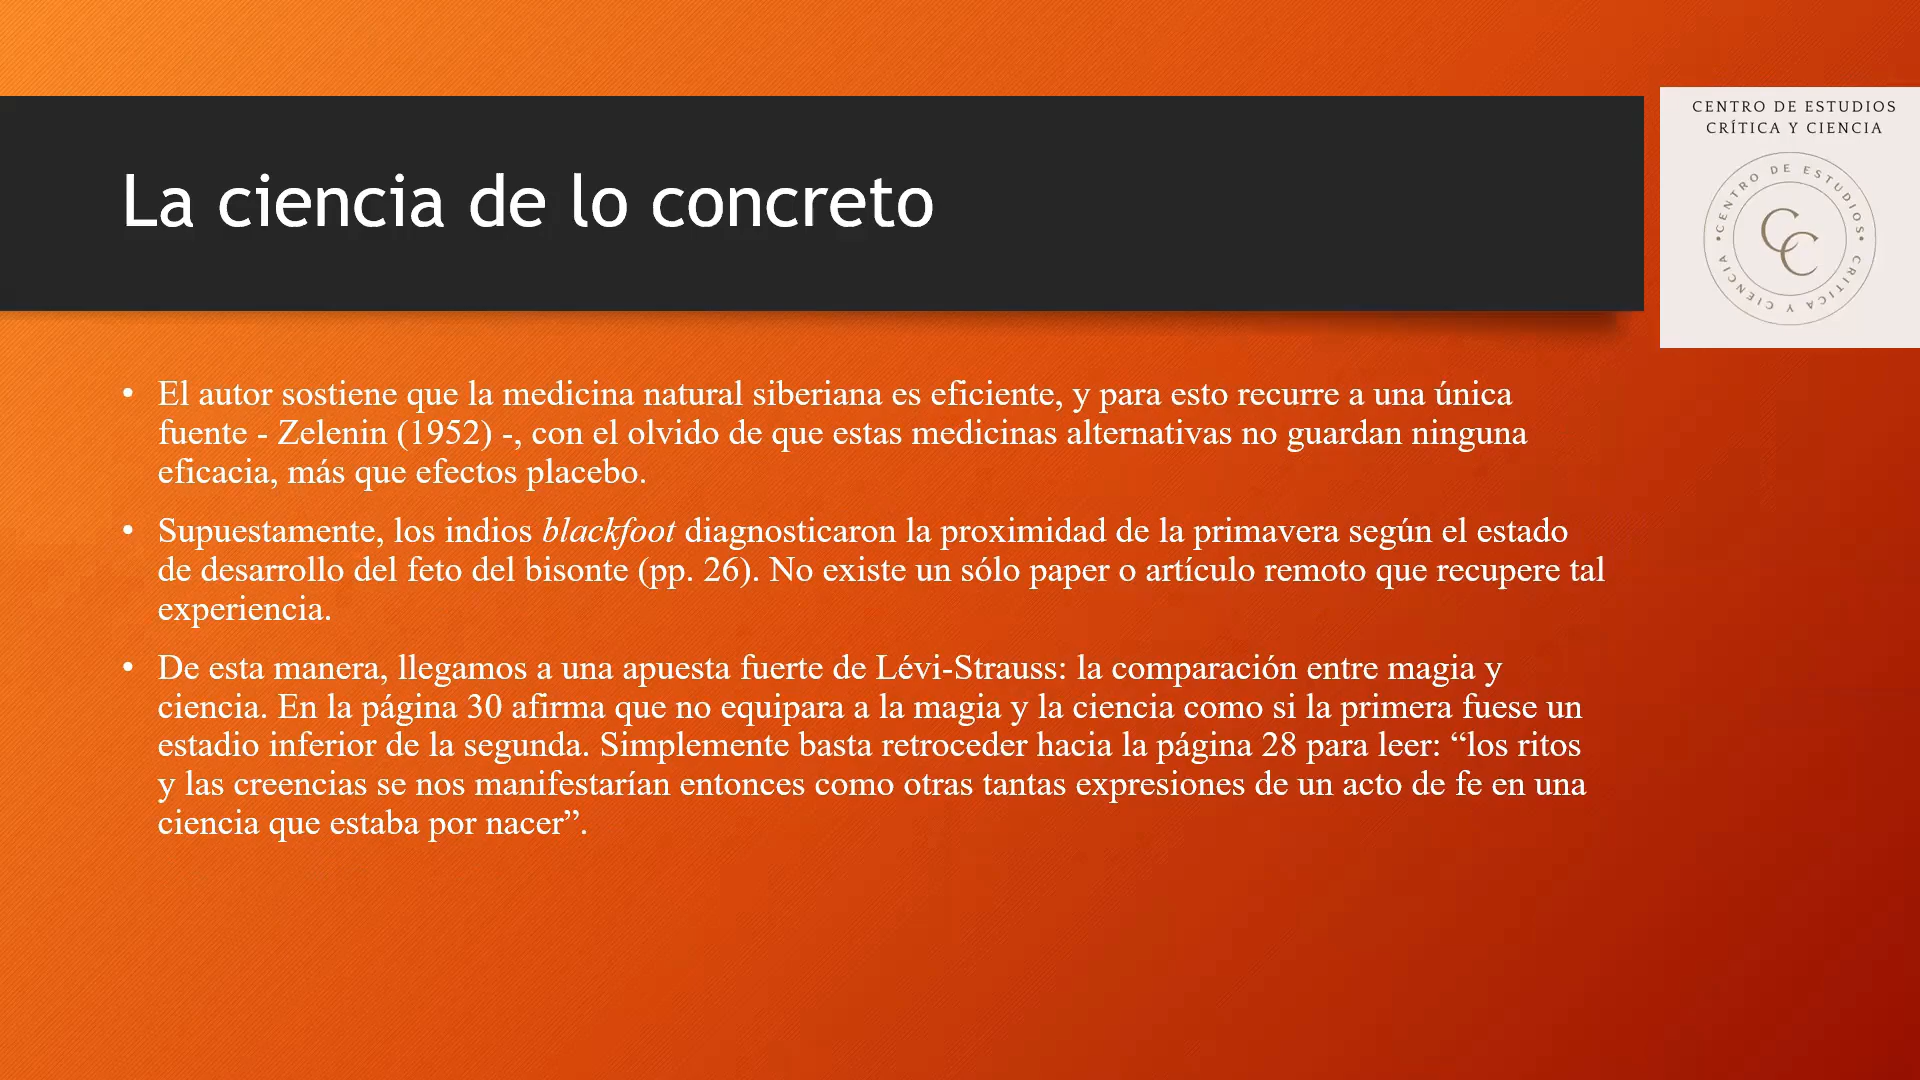 CENTRO DE ESTUDIOS
CRÍTICA Y CIENCIA
•CENTRO DE ESTUDIOS•
CRÍTICA Y CIENCIA
CC
La ciencia de lo concreto
• El autor sostiene que la medicina natural siberiana es eficiente, y para esto recurre a una única
fuente - Zelenin (1952) -, con el olvido de que estas medicinas alternativas no guardan ninguna
eficacia, más que efectos placebo.
• Supuestamente, los indios blackfoot diagnosticaron la proximidad de la primavera según el estado
de desarrollo del feto del bisonte (pp. 26). No existe un sólo paper o artículo remoto que recupere tal
experiencia.
• De esta manera, llegamos a una apuesta fuerte de Lévi-Strauss: la comparación entre magia y
ciencia. En la página 30 afirma que no equipara a la magia y la ciencia como si la primera fuese un
estadio inferior de la segunda. Simplemente basta retroceder hacia la página 28 para leer: “los ritos
y las creencias se nos manifestarían entonces como otras tantas expresiones de un acto de fe en una
ciencia que estaba por nacer”.